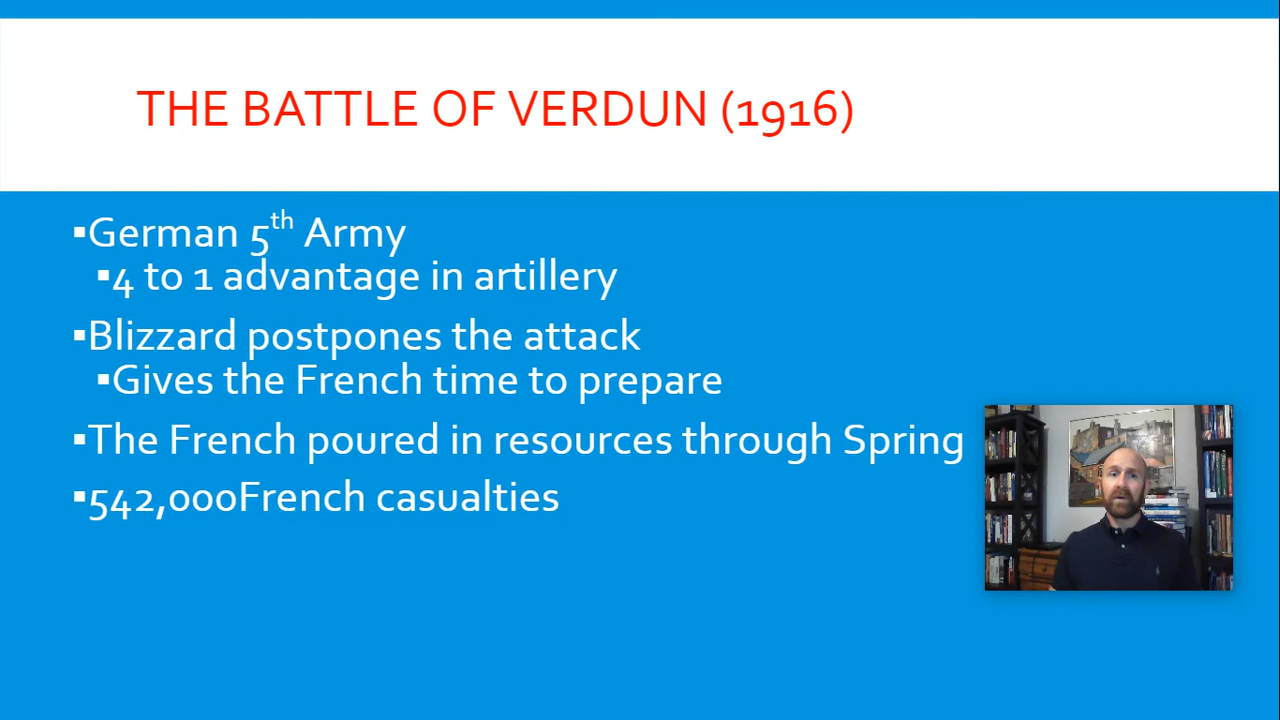 THE BATTLE OF VERDUN (1916)
▪German 5th Army
▪4 to 1 advantage in artillery
▪Blizzard postpones the attack
▪Gives the French time to prepare
▪The French poured in resources through Spring
▪542,000French casualties